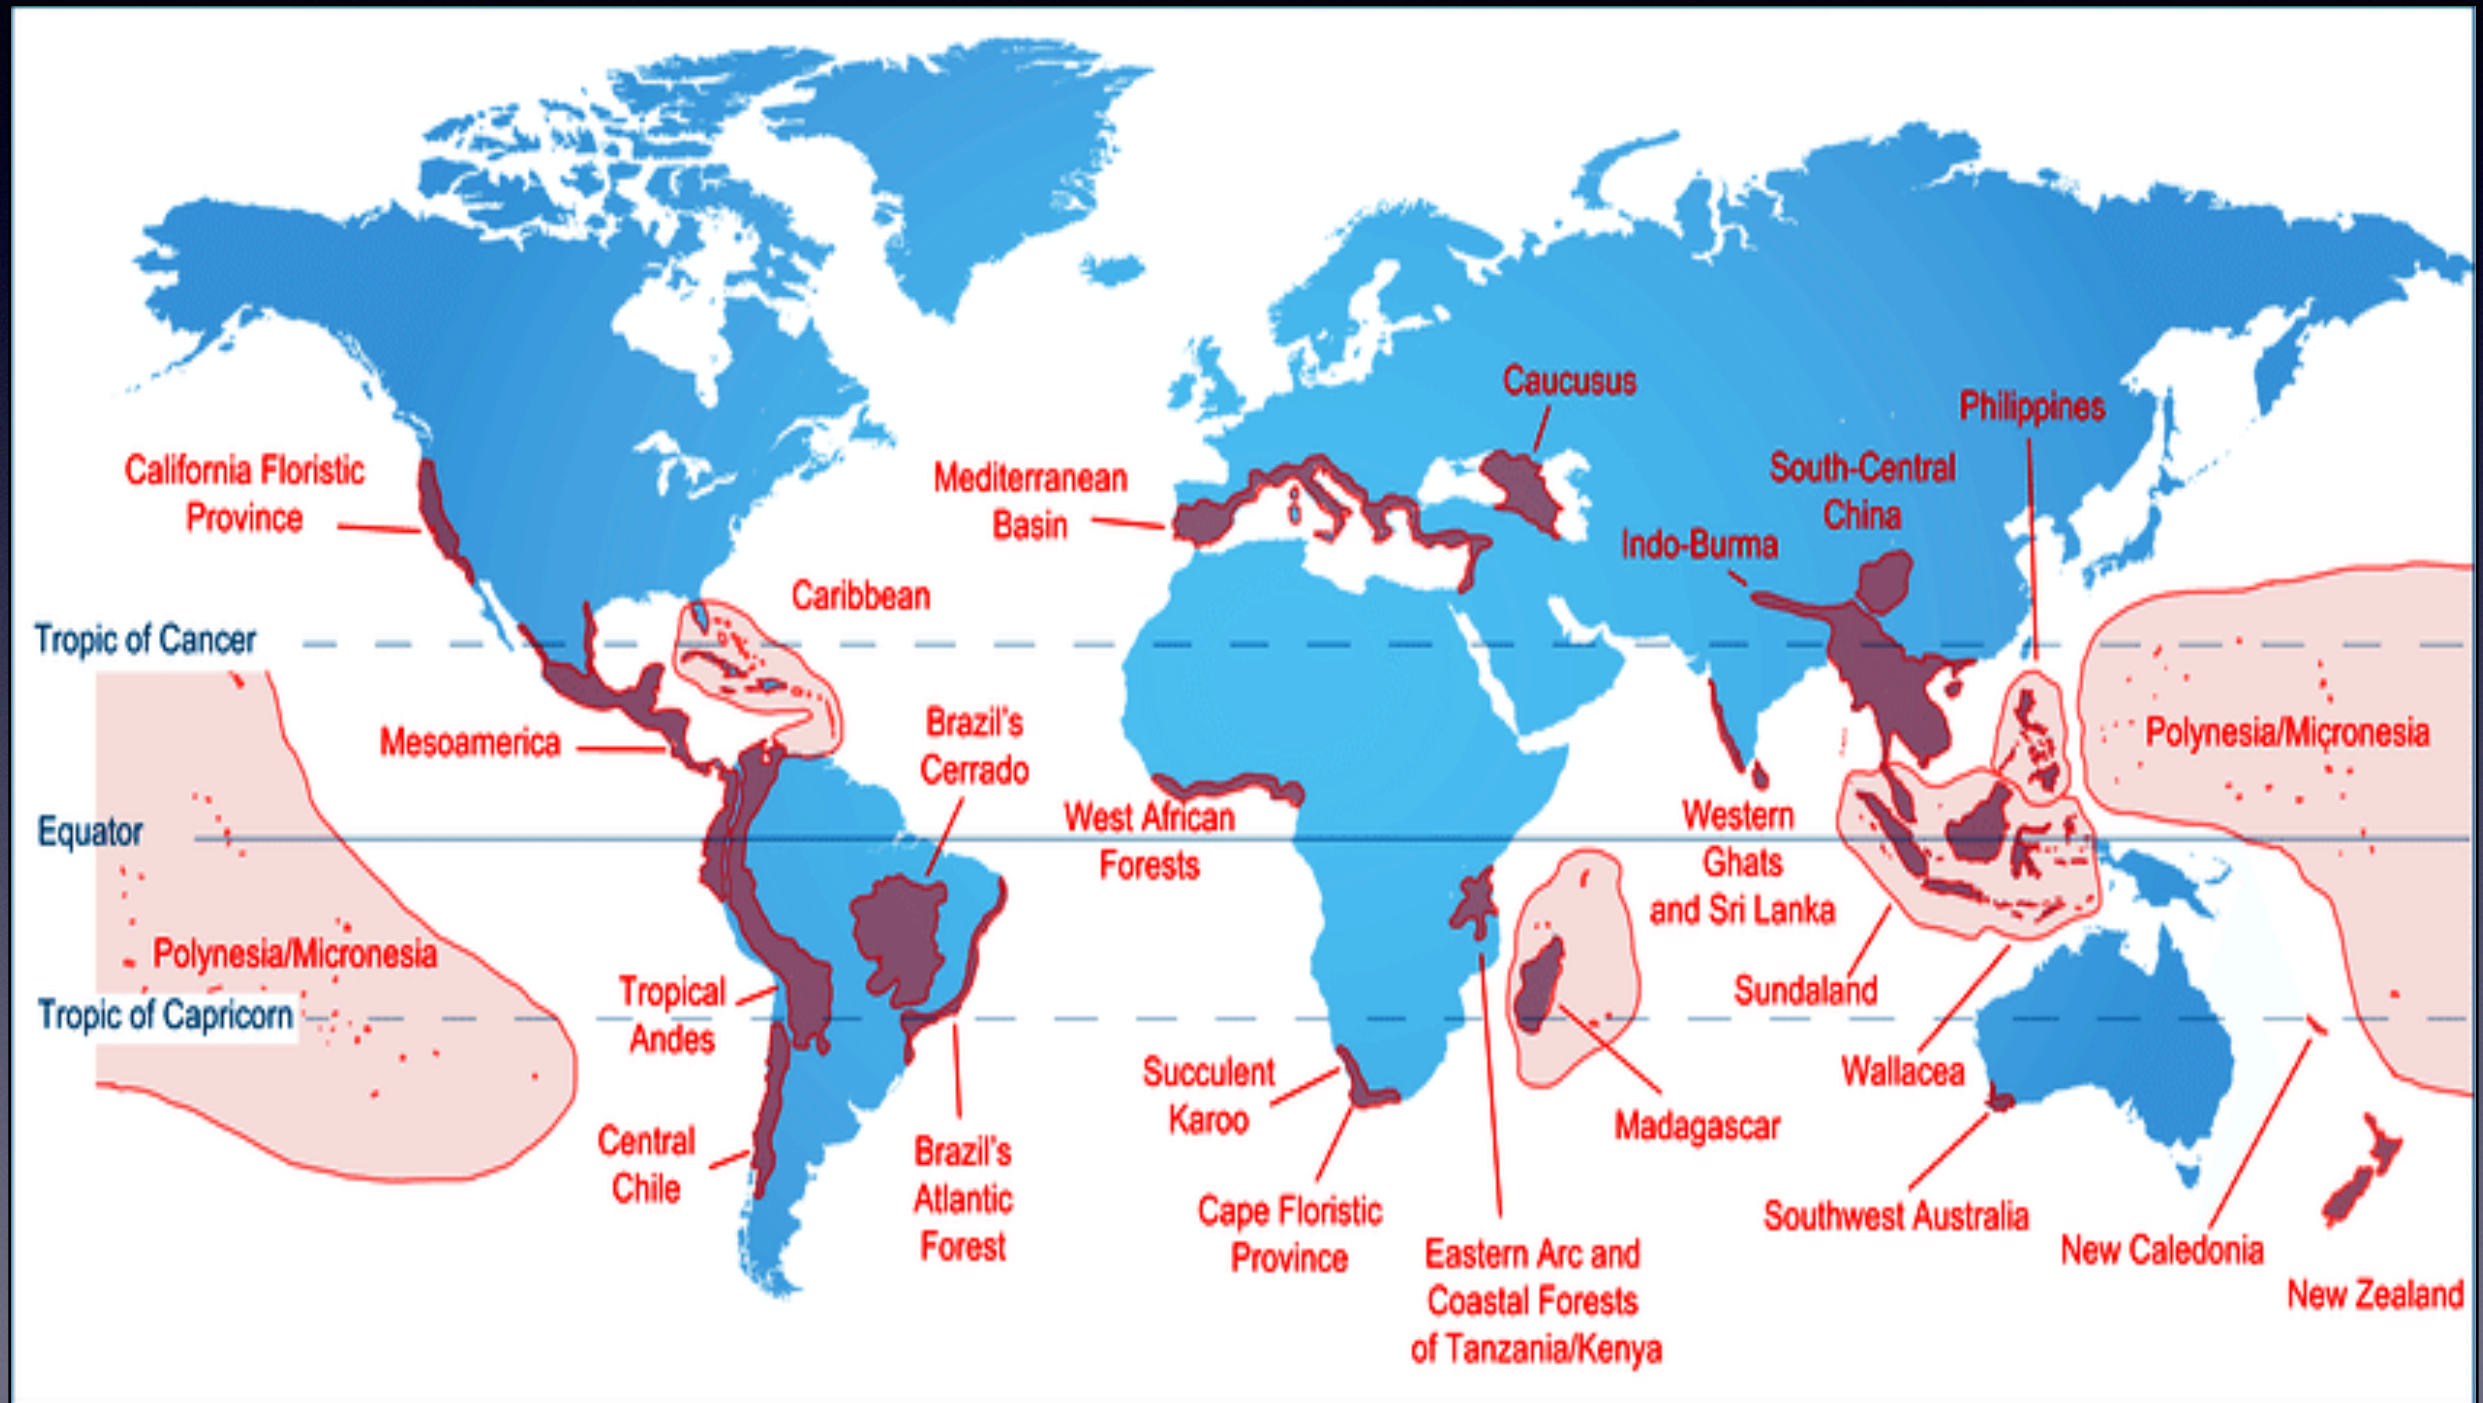 Caucusus
Philippines
California Floristic
Province
Mediterranean
Basin
South-Central
China
Indo-Burma
Caribbean
Tropic of Cancer
Mesoamerica
Brazil's
Cerrado
Polynesia/Micronesia
West African
Forests
Western
Ghats
and Sri Lanka
Equator
Polynesia/Micronesia
Tropical
Andes
Sundaland
Tropic of Capricorn
Succulent
Karoo
Wallacea
Madagascar
Central
Chile
Brazil's
Atlantic
Forest
Cape Floristic
Province
Southwest Australia
Eastern Arc and
Coastal Forests
of Tanzania/Kenya
New Caledonia
New Zealand